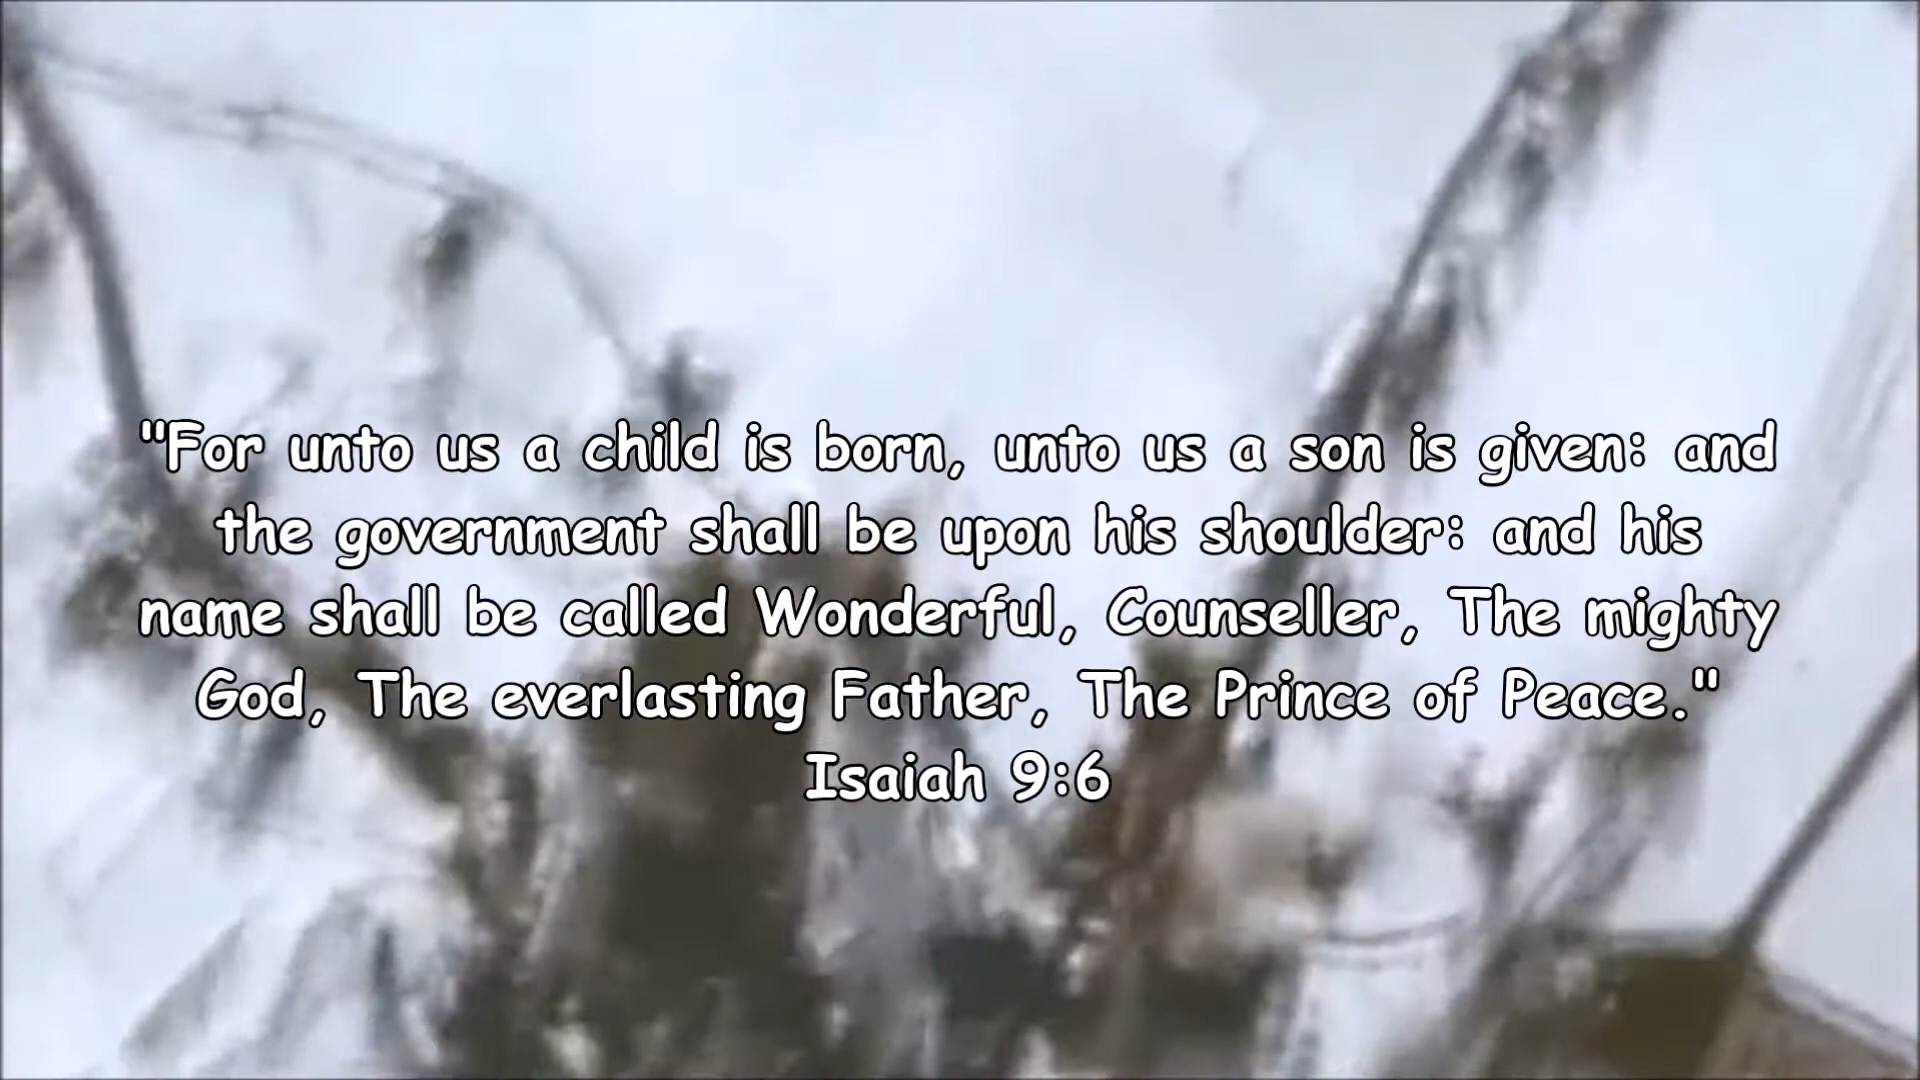 "For unto us a child is born, unto us a son is given: and
the government shall be upon his shoulder: and his
name shall be called Wonderful, Counseller, The mighty
God, The everlasting Father, The Prince of Peace."
Isaiah 9:6